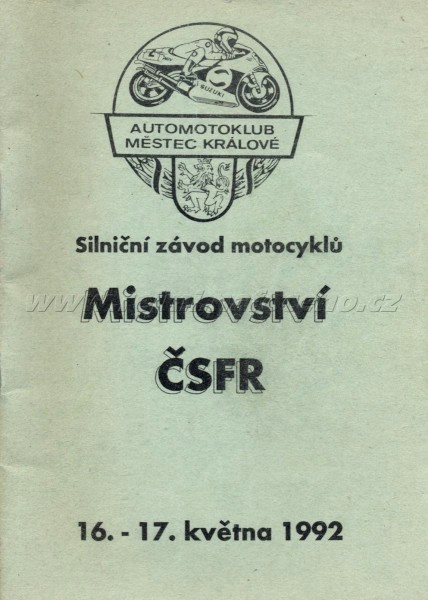 SUZUKI
AUTOMOTOKLUB
MĚSTEC KRÁLOVÉ
Silniční závod motocyklů
Mistrovství
ČSFR
16. - 17. května 1992